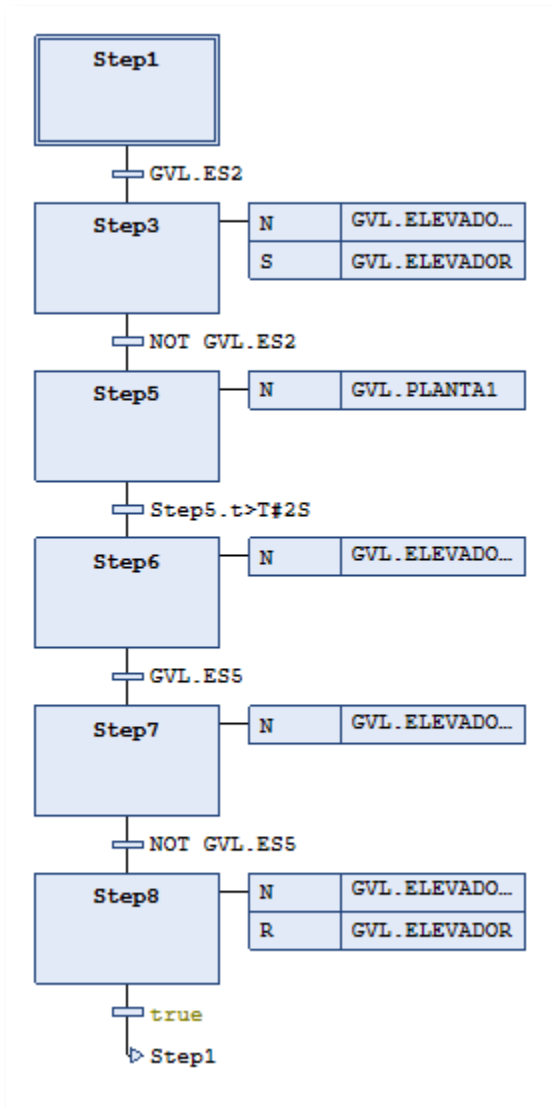 Step1
GVL.ES2
Step3
N GVL.ELEVADO…
S GVL.ELEVADOR
NOT GVL.ES2
Step5
N GVL.PLANTA1
Step5.t>T#2S
Step6
N GVL.ELEVADO…
GVL.ES5
Step7
N GVL.ELEVADO…
NOT GVL.ES5
Step8
N GVL.ELEVADO…
R GVL.ELEVADOR
true
Step1